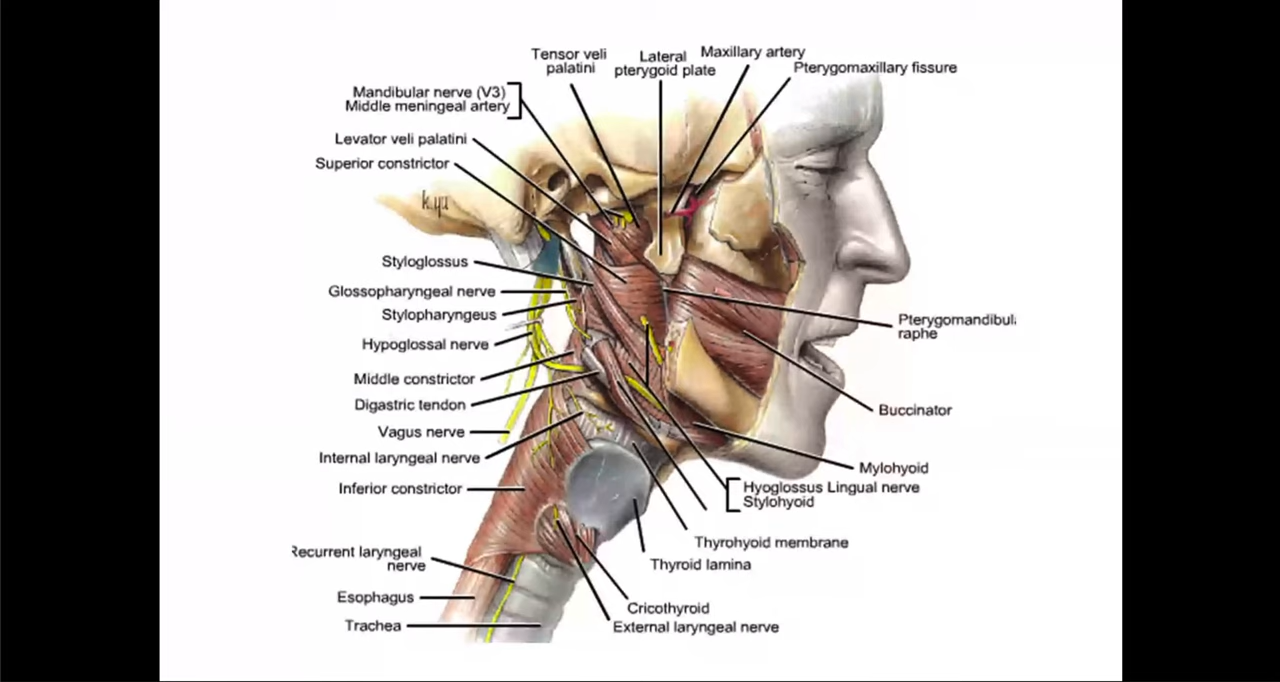 Tensor veli
palatini
Lateral
pterygoid plate
Maxillary artery
Pterygomaxillary fissure
Mandibular nerve (V3)
Middle meningeal artery
Levator veli palatini
Superior constrictor
Styloglossus
Glossopharyngeal nerve
Stylopharyngeus
Hypoglossal nerve
Middle constrictor
Digastric tendon
Vagus nerve
Internal laryngeal nerve
Inferior constrictor
Recurrent laryngeal
nerve
Esophagus
Trachea
Pterygomandibul
raphe
Buccinator
Mylohyoid
Hyoglossus Lingual nerve
Stylohyoid
Thyrohyoid membrane
Thyroid lamina
Cricothyroid
External laryngeal nerve